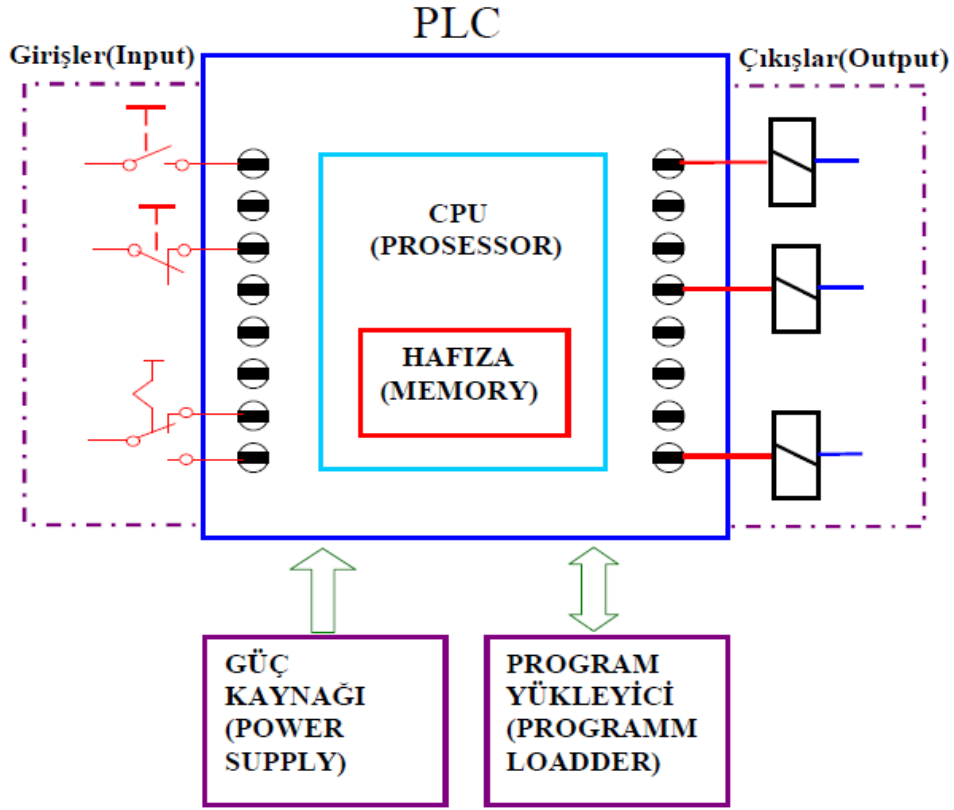 PLC
Girişler(Input)
Çıkışlar(Output)
CPU
(PROSESSOR)
HAFIZA
(MEMORY)
GÜÇ
KAYNAĞI
(POWER
SUPPLY)
PROGRAM
YÜKLEYİCİ
(PROGRAMM
LOADDER)